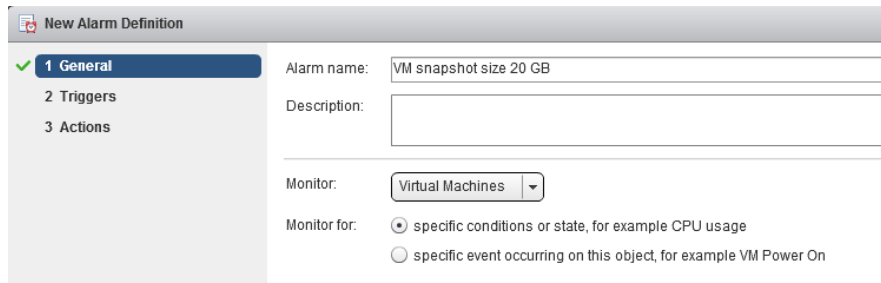 New Alarm Definition
1 General
2 Triggers
3 Actions
Alarm name: VM snapshot size 20 GB
Description:
Monitor: Virtual Machines
Monitor for: specific conditions or state, for example CPU usage
specific event occurring on this object, for example VM Power On